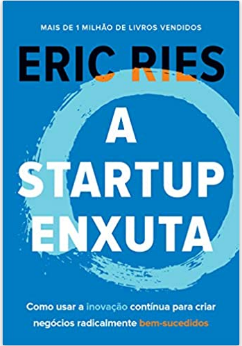 MAIS DE 1 MILHÃO DE LIVROS VENDIDOS
ERIC RIES
A
STARTUP
ENXUTA
Como usar a inovação contínua para criar
negócios radicalmente bem-sucedidos